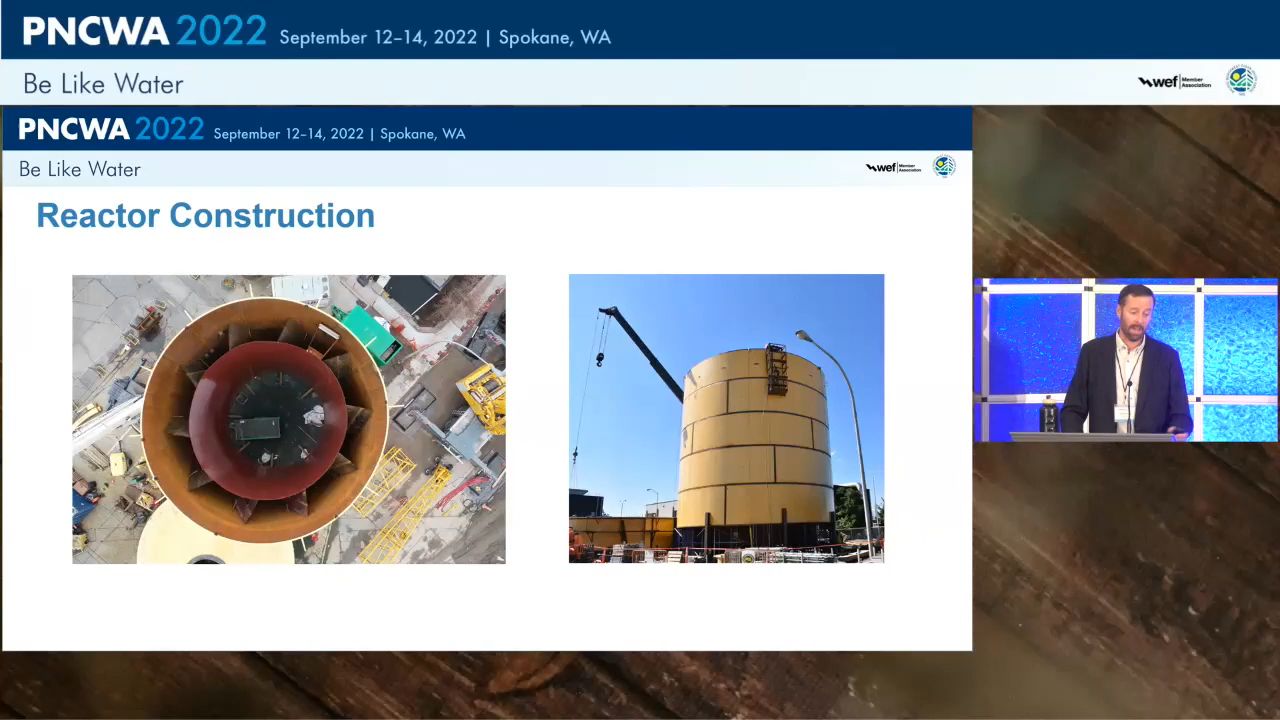 PNCWA 2022 September 12–14, 2022 | Spokane, WA
Be Like Water
wef Member Association
PNCWA 2022 September 12–14, 2022 | Spokane, WA
Be Like Water
wef Member Association
Reactor Construction